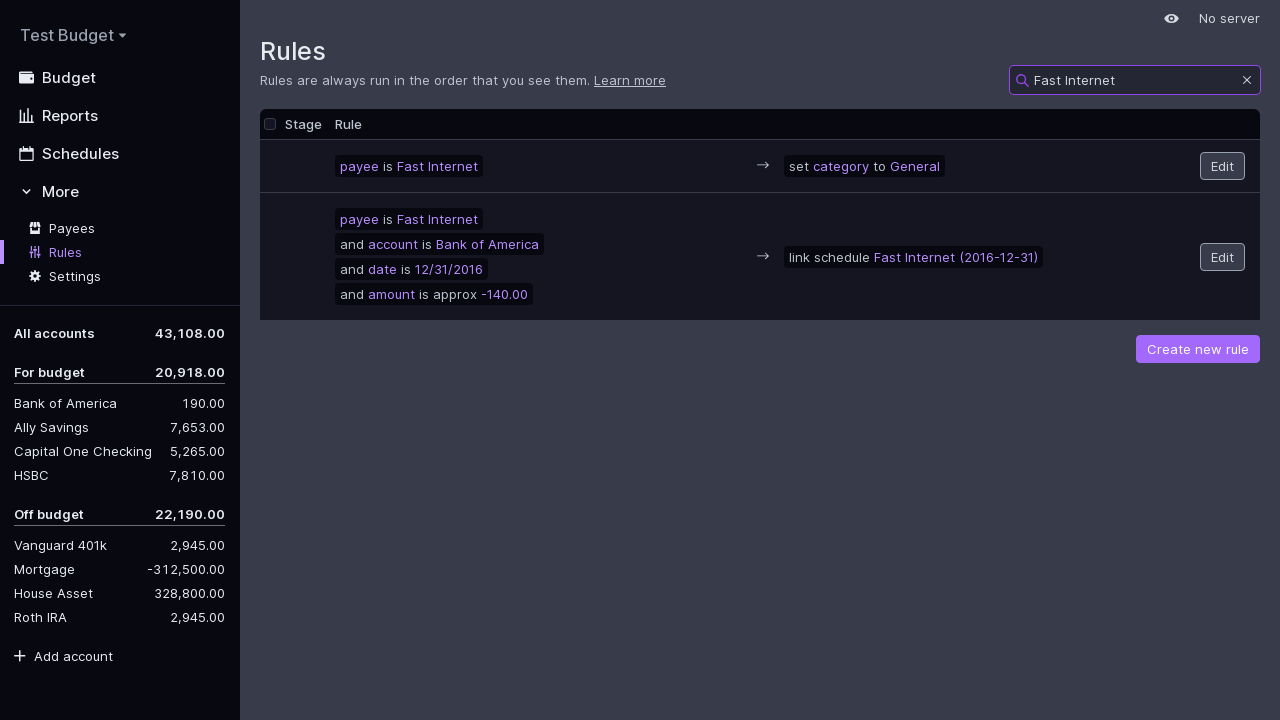 Test Budget
Budget
Reports
Schedules
More
Payees
Rules
Settings
All accounts 43,108.00
For budget 20,918.00
Bank of America 190.00
Ally Savings 7,653.00
Capital One Checking 5,265.00
HSBC 7,810.00
Off budget 22,190.00
Vanguard 401k 2,945.00
Mortgage -312,500.00
House Asset 328,800.00
Roth IRA 2,945.00
Add account
No server
Rules
Rules are always run in the order that you see them. Learn more
Fast Internet
Stage Rule
payee is Fast Internet → set category to General Edit
payee is Fast Internet
and account is Bank of America
and date is 12/31/2016
and amount is approx -140.00
→ link schedule Fast Internet (2016-12-31) Edit
Create new rule